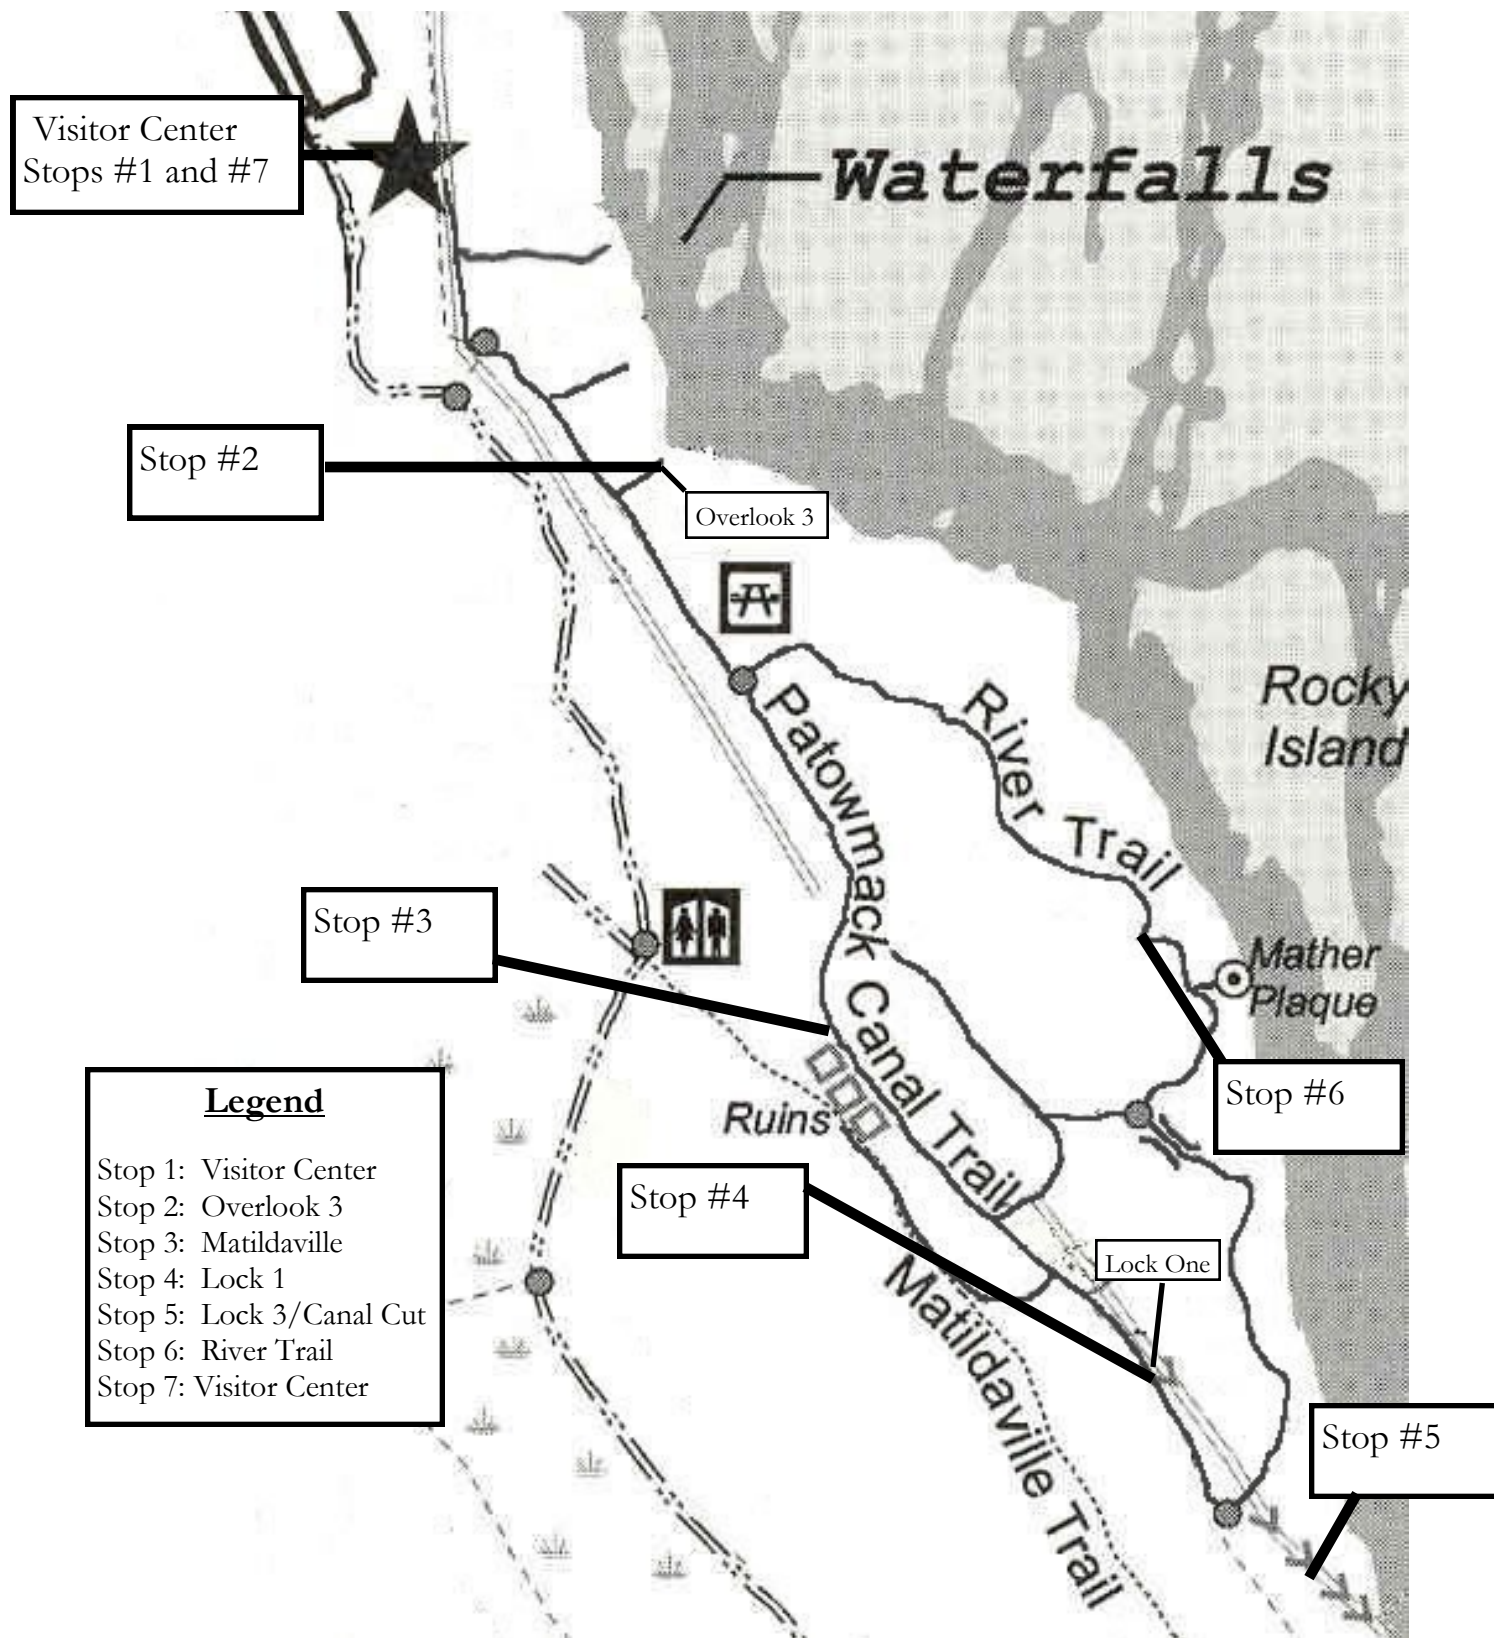 Visitor Center
Stops #1 and #7
Waterfalls
Stop #2
Overlook 3
Rocky
Island
River Trail
Patowmack Canal Trail
Stop #3
Mather
Plaque
Stop #6
Ruins
Stop #4
Lock One
Matildaville Trail
Stop #5
Legend
Stop 1: Visitor Center
Stop 2: Overlook 3
Stop 3: Matildaville
Stop 4: Lock 1
Stop 5: Lock 3/Canal Cut
Stop 6: River Trail
Stop 7: Visitor Center